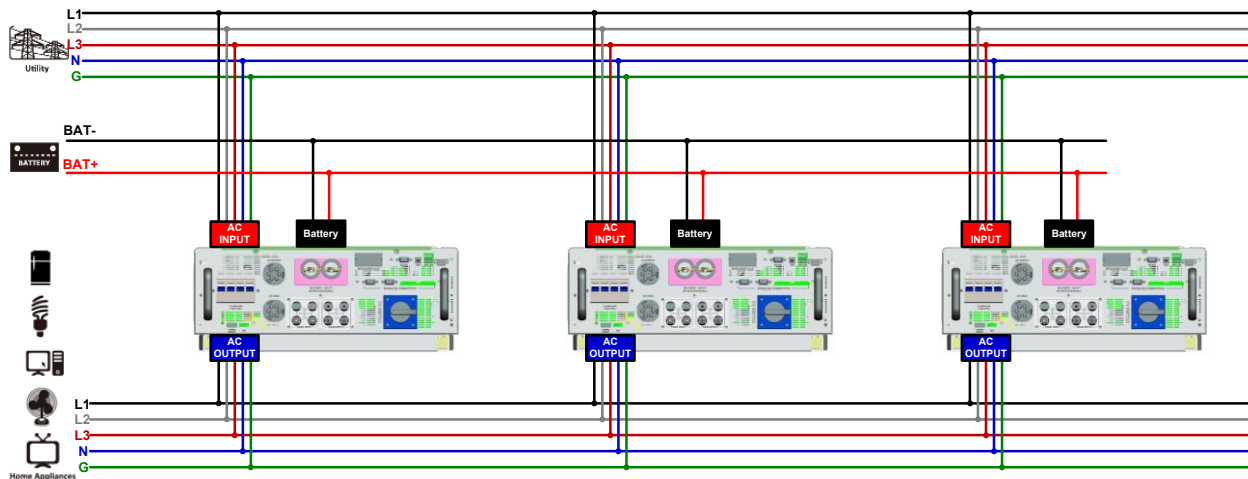 L1
L2
L3
N
G
Utility
BAT-
BATTERY
BAT+
AC
INPUT
Battery
AC
INPUT
Battery
AC
INPUT
Battery
AC
OUTPUT
AC
OUTPUT
AC
OUTPUT
L1
L2
L3
N
G
Home Appliances